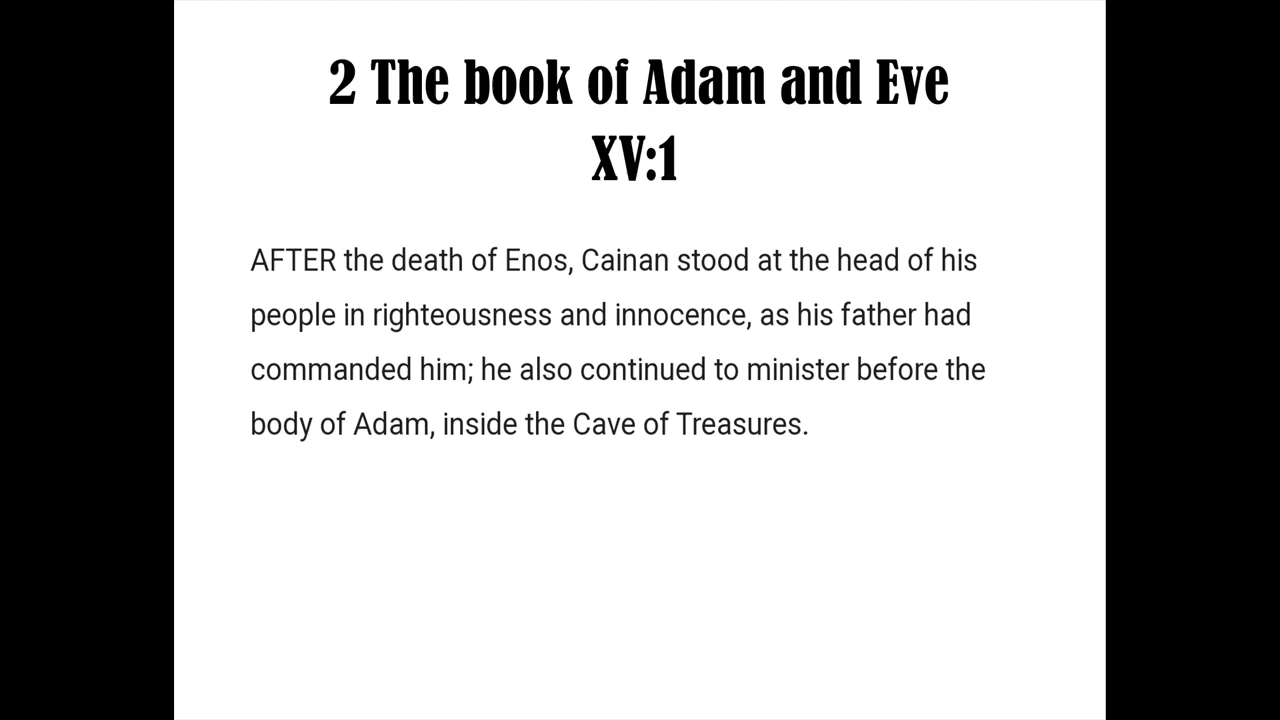 2 The book of Adam and Eve
XV:1
AFTER the death of Enos, Cainan stood at the head of his
people in righteousness and innocence, as his father had
commanded him; he also continued to minister before the
body of Adam, inside the Cave of Treasures.